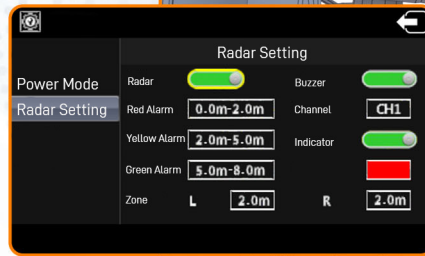 Radar Setting
Power Mode
Radar Setting
Radar
Buzzer
Red Alarm 0.0m-2.0m Channel CH1
Yellow Alarm 2.0m-5.0m Indicator
Green Alarm 5.0m-8.0m
Zone L 2.0m R 2.0m